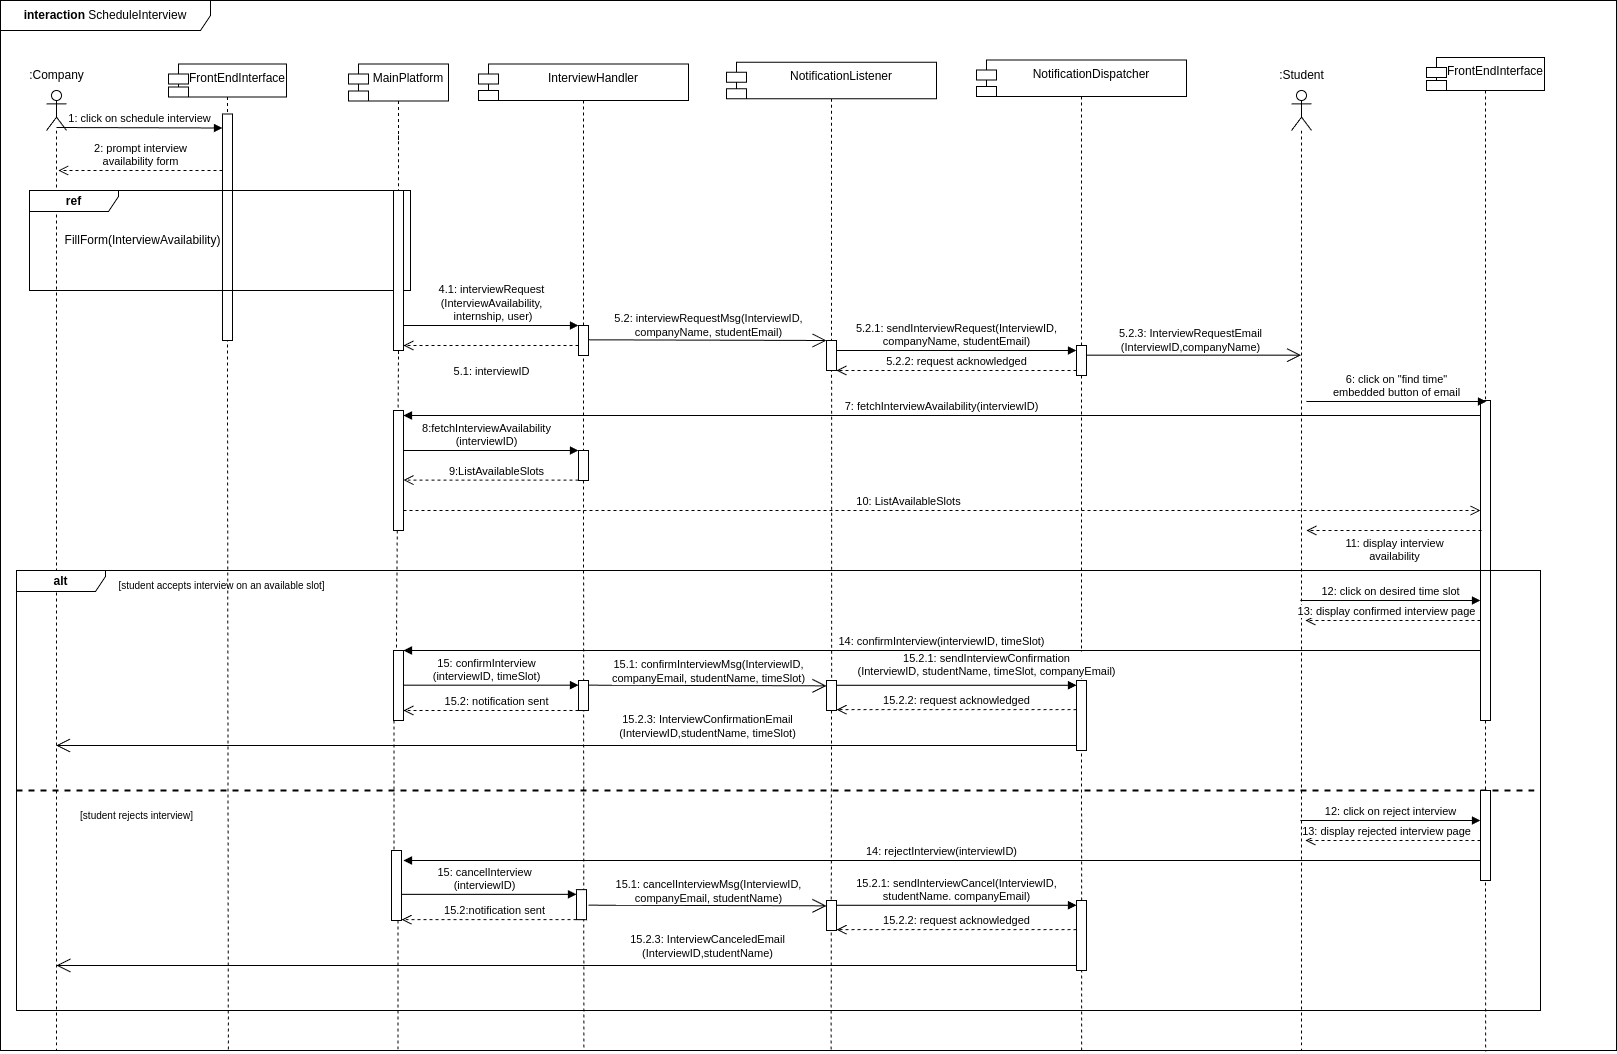 interaction ScheduleInterview
:Company
FrontEndInterface
MainPlatform
InterviewHandler
NotificationListener
NotificationDispatcher
:Student
FrontEndInterface
1: click on schedule interview
2: prompt interview
availability form
ref
FillForm(InterviewAvailability)
4.1: interviewRequest
(InterviewAvailability,
internship, user)
5.1: interviewID
5.2: interviewRequestMsg(InterviewID,
companyName, studentEmail)
5.2.1: sendInterviewRequest(InterviewID,
companyName, studentEmail)
5.2.2: request acknowledged
5.2.3: InterviewRequestEmail
(InterviewID,companyName)
6: click on "find time"
embedded button of email
7: fetchInterviewAvailability(interviewID)
8:fetchInterviewAvailability
(interviewID)
9:ListAvailableSlots
10: ListAvailableSlots
11: display interview
availability
alt
[student accepts interview on an available slot]
12: click on desired time slot
13: display confirmed interview page
14: confirmInterview(interviewID, timeSlot)
15: confirmInterview
(interviewID, timeSlot)
15.1: confirmInterviewMsg(InterviewID,
companyEmail, studentName, timeSlot)
15.2.1: sendInterviewConfirmation
(InterviewID, studentName, timeSlot, companyEmail)
15.2: notification sent
15.2.2: request acknowledged
15.2.3: InterviewConfirmationEmail
(InterviewID,studentName, timeSlot)
[student rejects interview]
12: click on reject interview
13: display rejected interview page
14: rejectInterview(interviewID)
15: cancelInterview
(interviewID)
15.1: cancelInterviewMsg(InterviewID,
companyEmail, studentName)
15.2.1: sendInterviewCancel(InterviewID,
studentName. companyEmail)
15.2:notification sent
15.2.2: request acknowledged
15.2.3: InterviewCanceledEmail
(InterviewID,studentName)